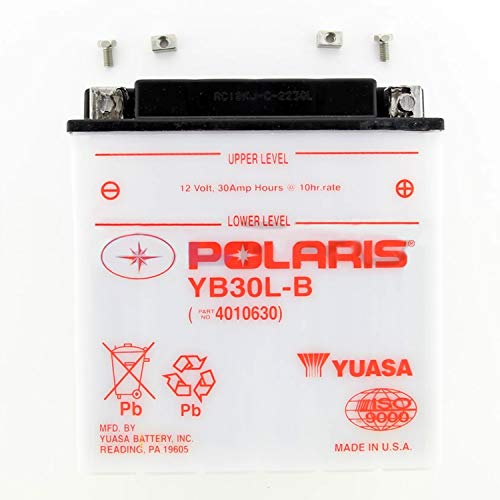 UPPER LEVEL
12 Volt, 30Amp Hours @ 10hr.rate
LOWER LEVEL
POLARIS®
YB30L-B
(PART NO 4010630)
YUASA
Pb
Pb
ISO 9000
MFD. BY
YUASA BATTERY, INC.
READING, PA 19605
MADE IN U.S.A.